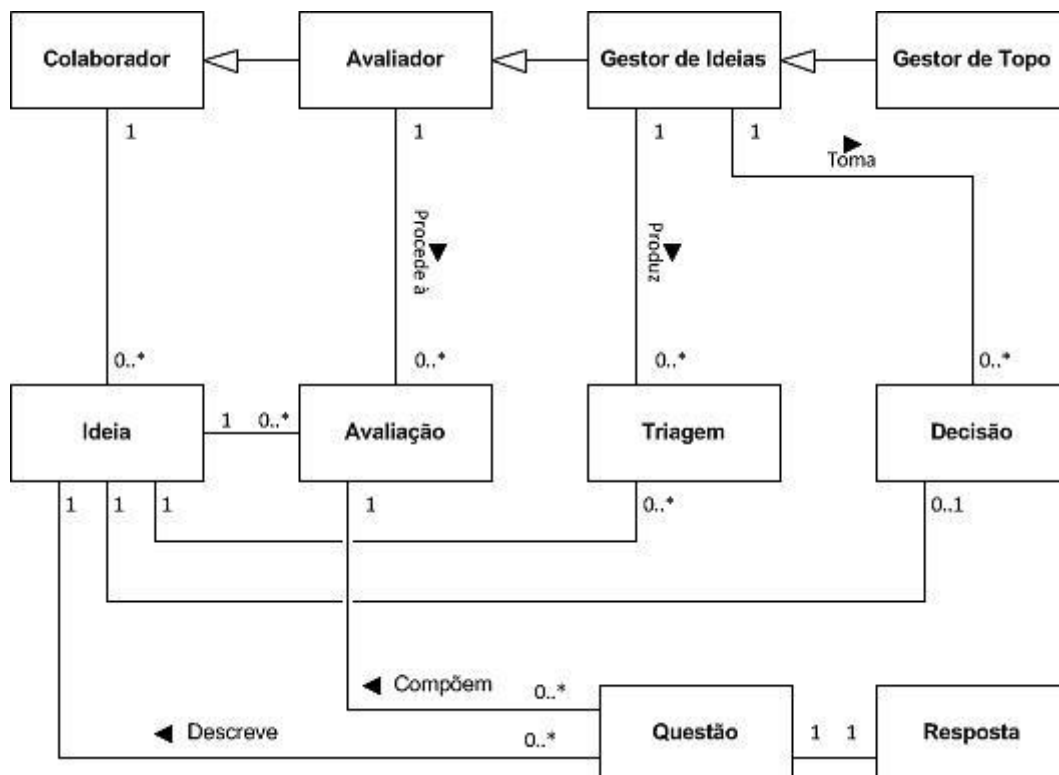 Colaborador
Avaliador
Gestor de Ideias
Gestor de Topo
1
1
1
1
Toma
Procede à
Produz
0..*
0..*
0..*
0..*
Ideia
1
0..*
Avaliação
Triagem
Decisão
1
1
1
1
0..*
0..1
Compõem
0..*
Descreve
0..*
Questão
1
1
Resposta